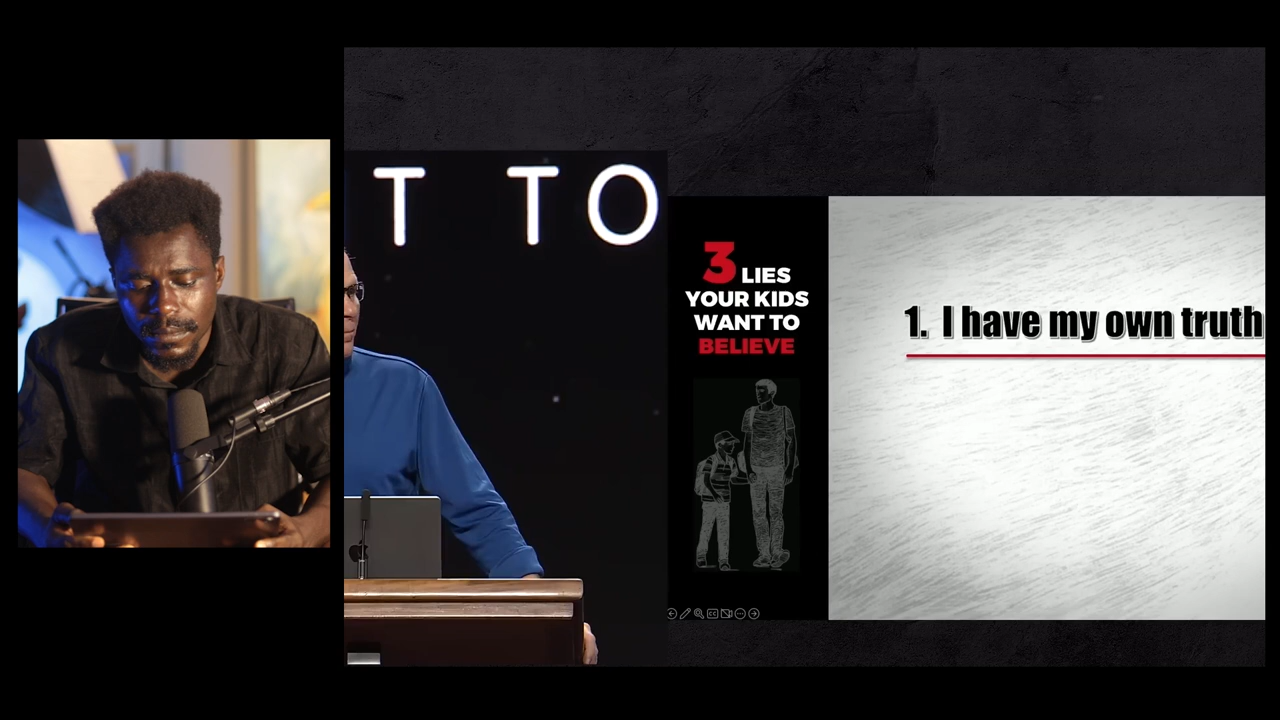 T TO
3 LIES
YOUR KIDS
WANT TO
BELIEVE
1. I have my own truth